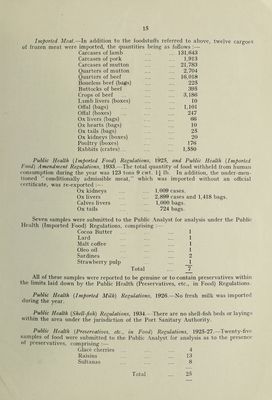 15
Imported Meat.—In addition to the foodstuffs referred to above, twelve cargoes
of frozen meat were imported, the quantities being as follows :—
Carcases of lamb ... ... 131,643
Carcases of pork ... ... 1,913
Carcases of mutton ... ... 21,783
Quarters of mutton ... ... 2,704
Quarters of beef ... ... 16,018
Boneless beef (bags) ... ... 225
Buttocks of beef ... ... 395
Crops of beef ... ... 3,186
Lamb livers (boxes) ... ... 10
Offal (bags) ... ... 1,101
Offal (boxes) ... ... 247
Ox livers (bags) ... ... 66
Ox hearts (bags) ... ... 10
Ox tails (bags) ... ... 25
Ox kidneys (boxes) ... ... 20
Poultry (boxes) ... ... 176
Rabbits (crates) ... ... 1,550
Public Health (Imported Food) Regulations, 1925, and Public Health (Imported
Food) Amendment Regulations, 1933.—The total quantity of food withheld from human
consumption during the year was 123 tons 9 cwt. 1½ lb. In addition, the under-men-
tioned "conditionally admissible meat," which was imported without an official
certificate, was re-exported :—
Ox kidneys ... 1,009 cases.
Ox livers ... 2,899 cases and 1,418 bags.
Calves livers ... 1,000 bags.
Ox tails ... 724 bags.
Seven samples were submitted to the Public Analyst for analysis under the Public
Health (Imported Food) Regulations, comprising :—
Cocoa Butter ... ... 1
Lard ... ... 1
Malt coffee ... ... 1
Oleo oil ... ... 1
Sardines ... ... 2
Strawberry pulp ... ... 1
Total ... 7
All of these samples were reported to be genuine or to contain preservatives within
the limits laid down by the Public Health (Preservatives, etc., in Food) Regulations.
Public Health (Imported Milk) Regulations, 1926.—No fresh milk was imported
during the year.
Public Health (Shell-fish) Regulations, 1934.—There are no shell-fish beds or layings
within the area under the jurisdiction of the Port Sanitary Authority.
Public Health (Preservatives, etc., in Food) Regulations, 1925-27.—Twenty-five
samples of food were submitted to the Public Analyst for analysis as to the presence
of preservatives, comprising :—
Glace cherries ... ... 4
Raisins ... ... 13
Sultanas ... ... 8
Total ... 25